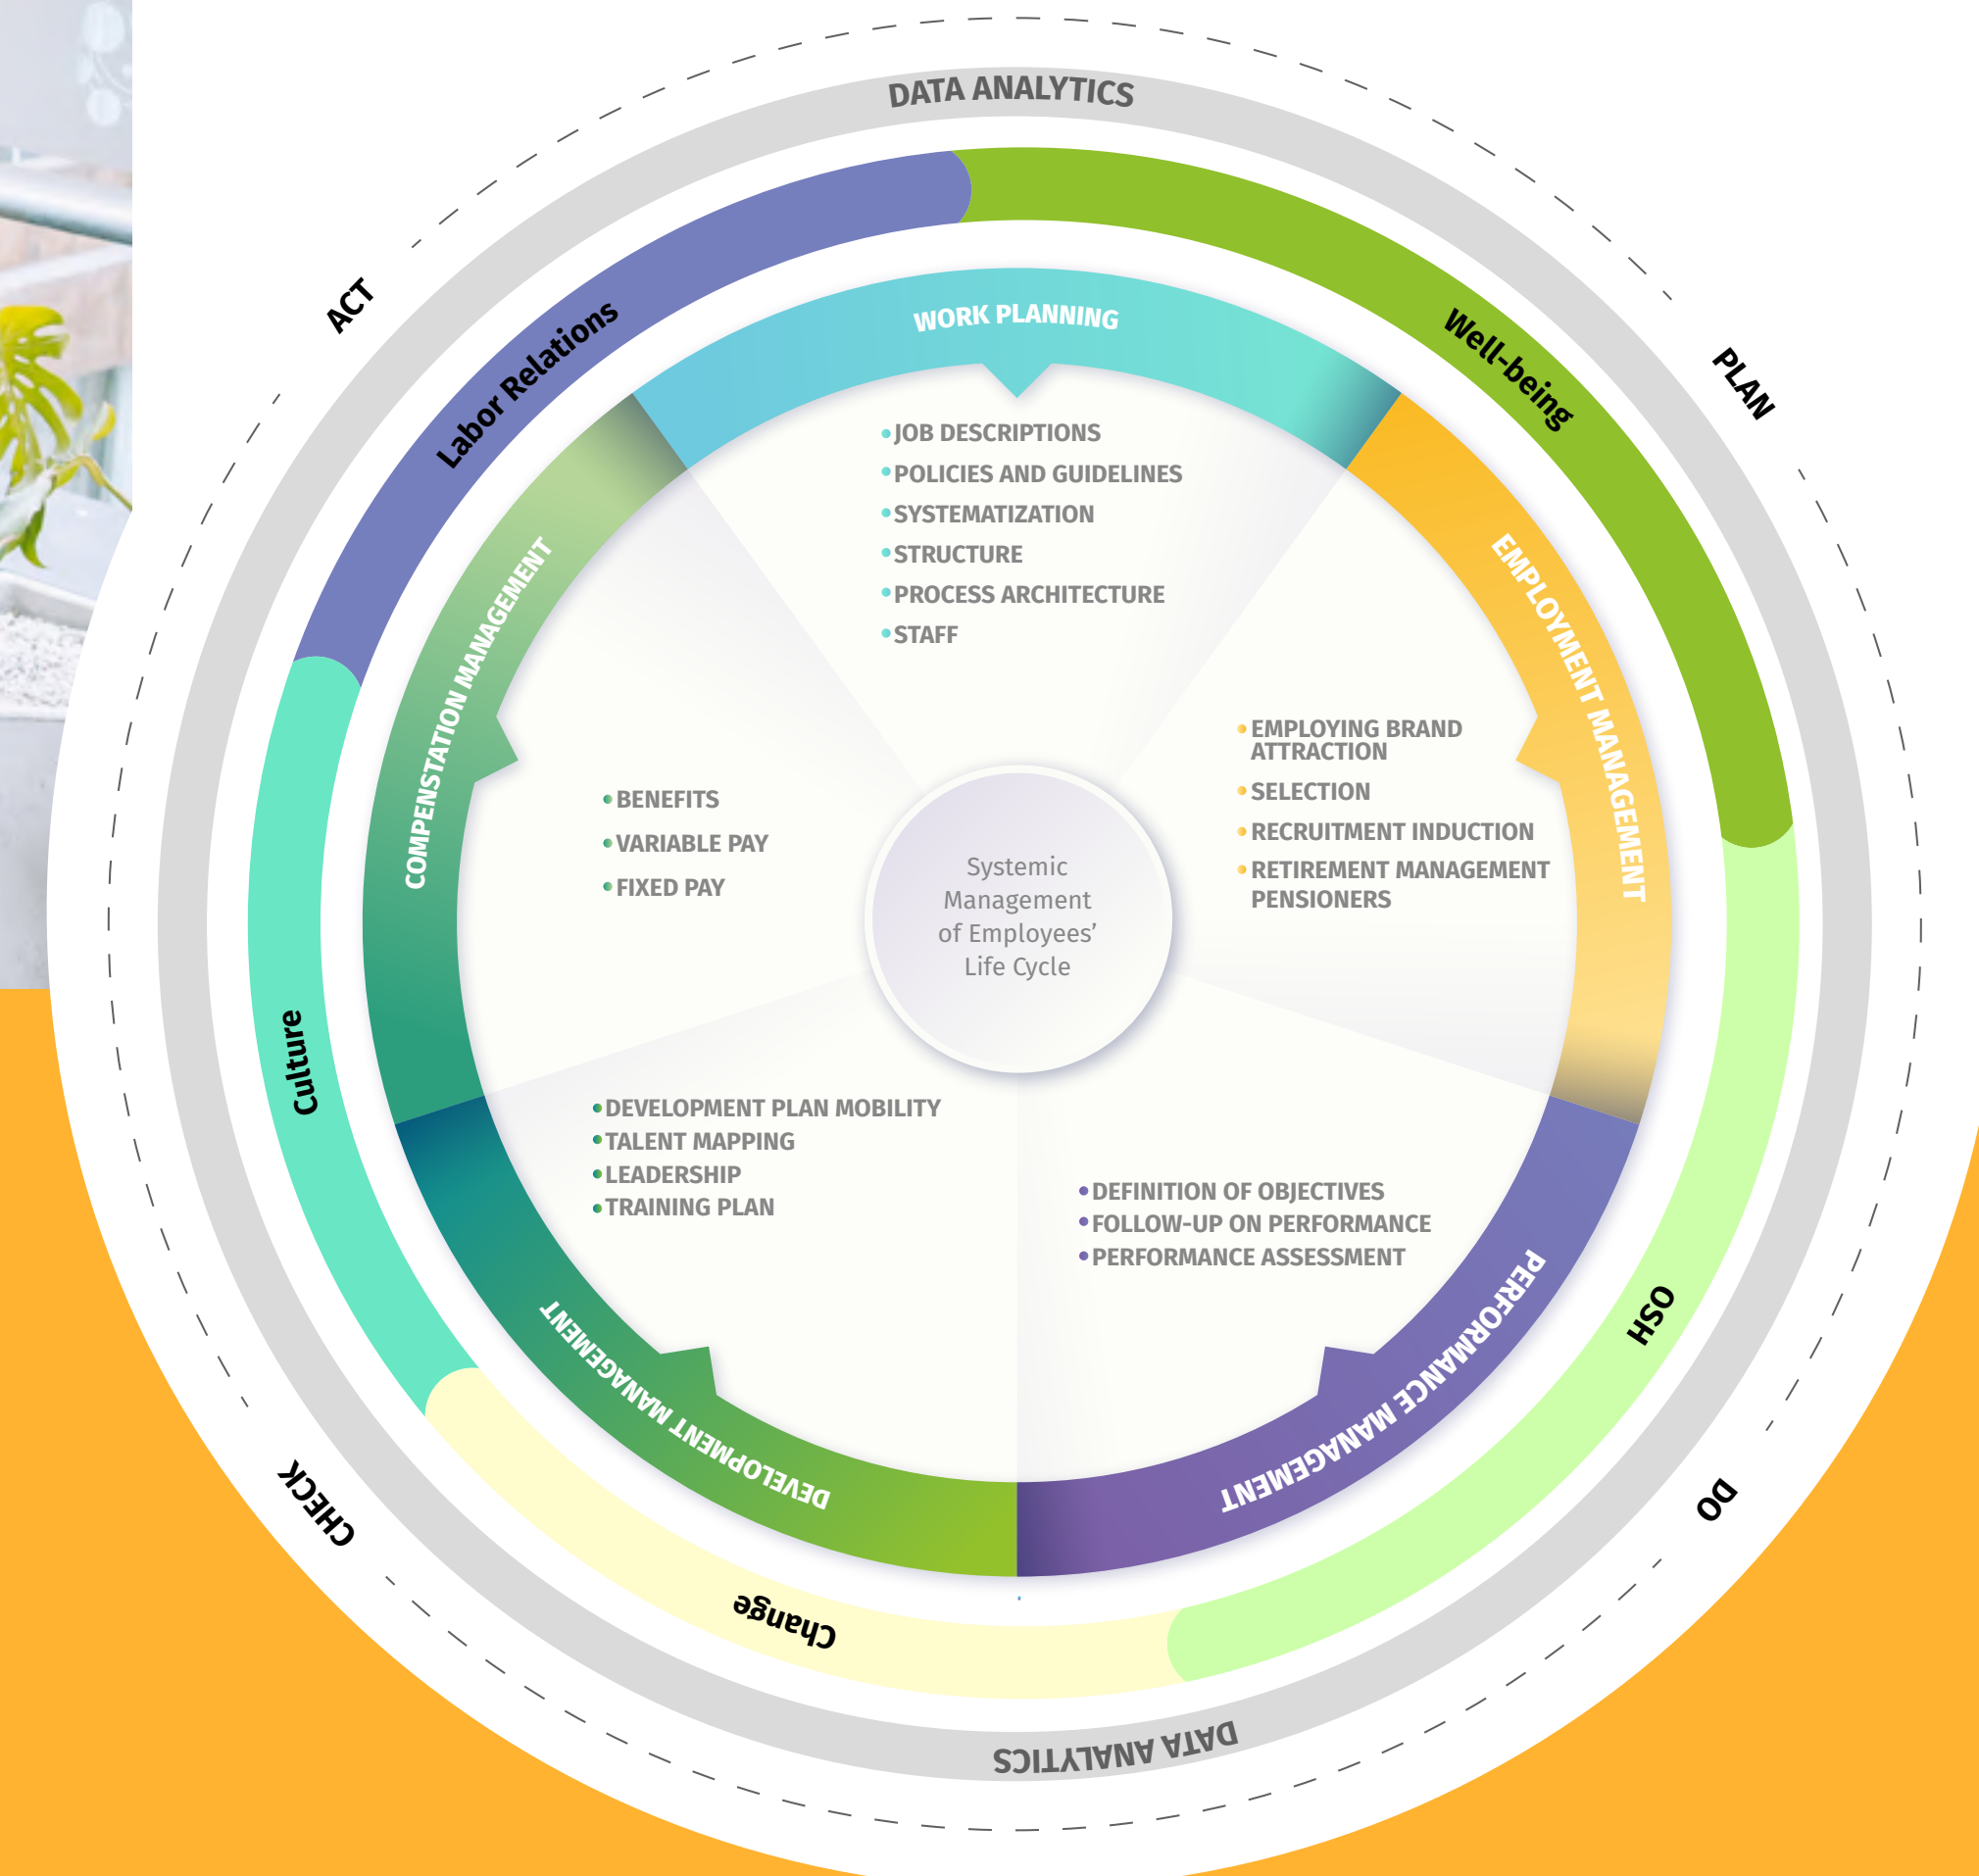 DATA ANALYTICS
ACT
PLAN
Labor Relations
Well-being
WORK PLANNING
JOB DESCRIPTIONS
POLICIES AND GUIDELINES
SYSTEMATIZATION
STRUCTURE
PROCESS ARCHITECTURE
STAFF
EMPLOYMENT MANAGEMENT
EMPLOYING BRAND
ATTRACTION
SELECTION
RECRUITMENT INDUCTION
RETIREMENT MANAGEMENT
PENSIONERS
COMPENSTATION MANAGEMENT
BENEFITS
VARIABLE PAY
FIXED PAY
Systemic
Management
of Employees’
Life Cycle
Culture
DEVELOPMENT PLAN MOBILITY
TALENT MAPPING
LEADERSHIP
TRAINING PLAN
DEFINITION OF OBJECTIVES
FOLLOW-UP ON PERFORMANCE
PERFORMANCE ASSESSMENT
DEVELOPMENT MANAGEMENT
PERFORMANCE MANAGEMENT
OSH
CHECK
DO
Change
DATA ANALYTICS